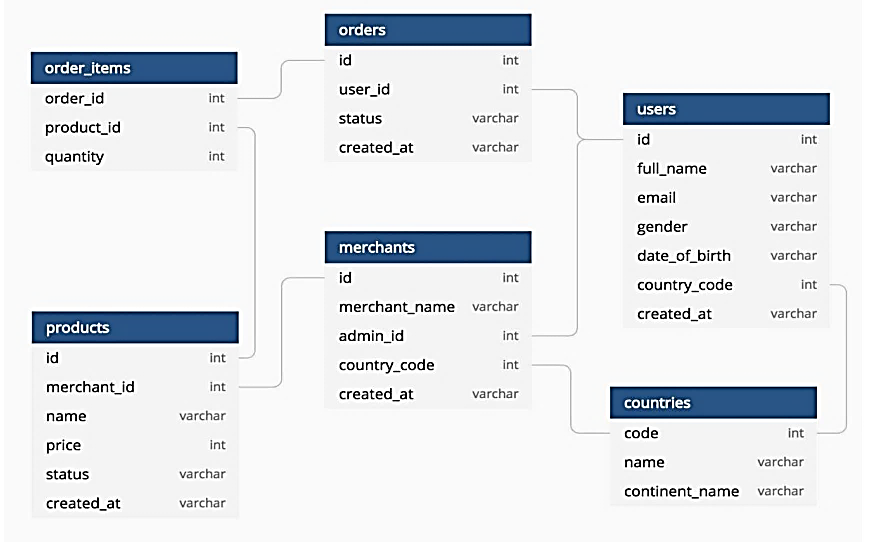 orders
id int
user_id int
status varchar
created_at varchar
order_items
order_id int
product_id int
quantity int
users
id int
full_name varchar
email varchar
gender varchar
date_of_birth varchar
country_code int
created_at varchar
merchants
id int
merchant_name varchar
admin_id int
country_code int
created_at varchar
products
id int
merchant_id int
name varchar
price int
status varchar
created_at varchar
countries
code int
name varchar
continent_name varchar